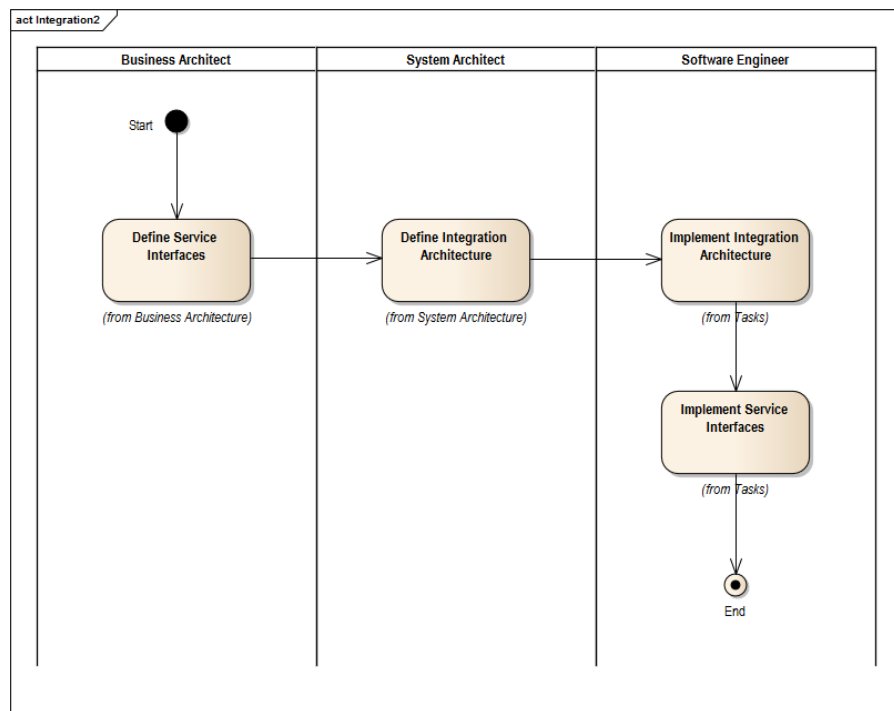 act Integration2
Business Architect
System Architect
Software Engineer
Start
Define Service
Interfaces
(from Business Architecture)
Define Integration
Architecture
(from System Architecture)
Implement Integration
Architecture
(from Tasks)
Implement Service
Interfaces
(from Tasks)
End